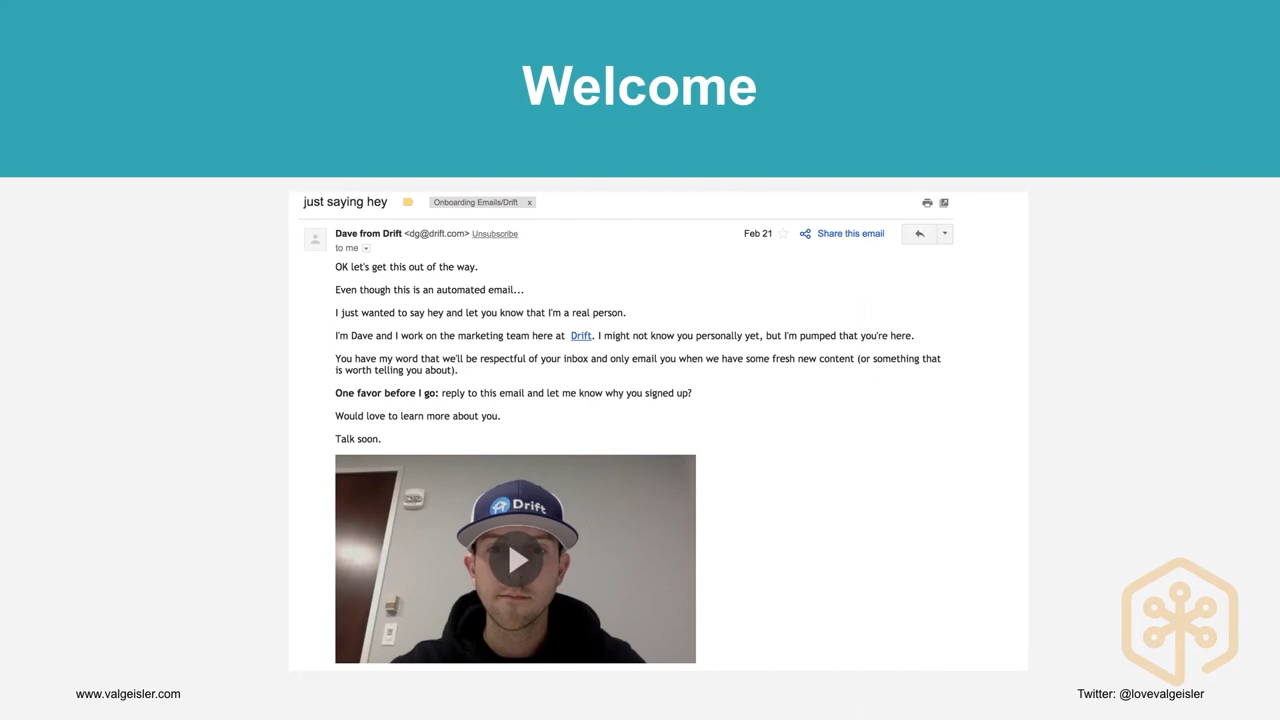 Welcome
just saying hey
Onboarding Emails/Drift x
Dave from Drift <dg@drift.com> Unsubscribe
Feb 21 Share this email
to me
OK let's get this out of the way.
Even though this is an automated email...
I just wanted to say hey and let you know that I'm a real person.
I'm Dave and I work on the marketing team here at Drift. I might not know you personally yet, but I'm pumped that you're here.
You have my word that we'll be respectful of your inbox and only email you when we have some fresh new content (or something that
is worth telling you about).
One favor before I go: reply to this email and let me know why you signed up?
Would love to learn more about you.
Talk soon.
Drift
www.valgeisler.com
Twitter: @lovevalgeisler